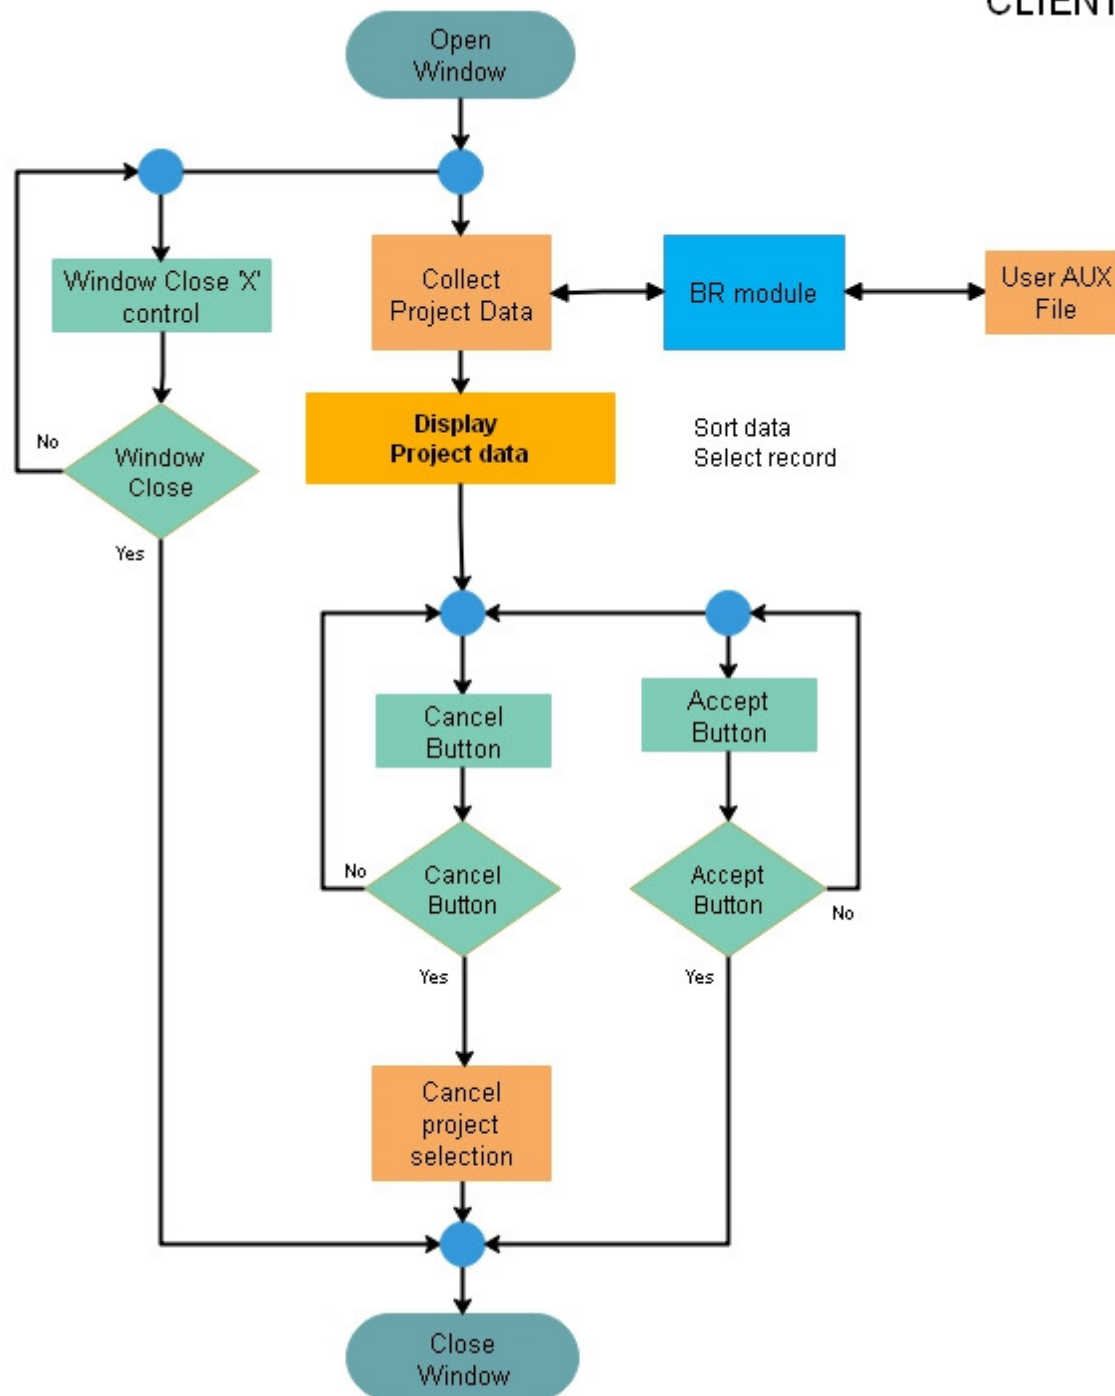 CLIENT
Open
Window
Window Close 'X'
control
Collect
Project Data
BR module
User AUX
File
Display
Project data
Sort data
Select record
No
Window
Close
Yes
Cancel
Button
Accept
Button
No
Cancel
Button
Accept
Button
No
Yes
Yes
Cancel
project
selection
Close
Window